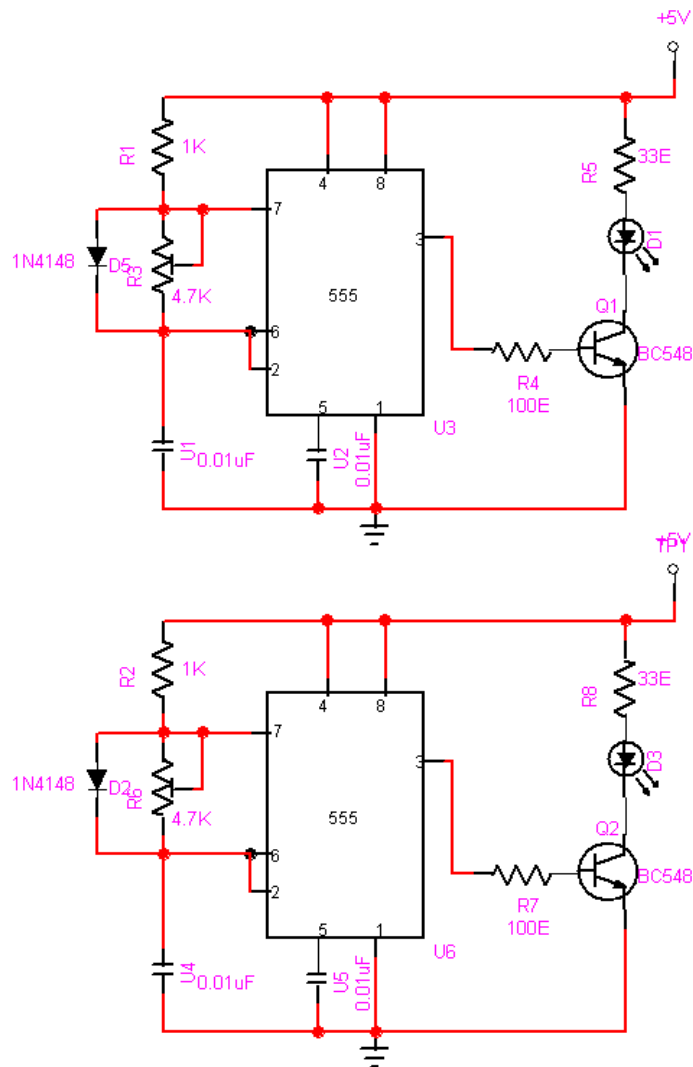 +5V
R1
1K
R5
33E
4
8
7
3
1N4148
D5
R3
4.7K
555
D1
Q1
6
2
BC548
R4
100E
5
1
U3
U1
0.01uF
U2
0.01uF
+5V
TP1
R2
1K
R8
33E
4
8
7
3
1N4148
D2
R6
4.7K
555
D3
Q2
6
2
BC548
R7
100E
5
1
U6
U4
0.01uF
U5
0.01uF